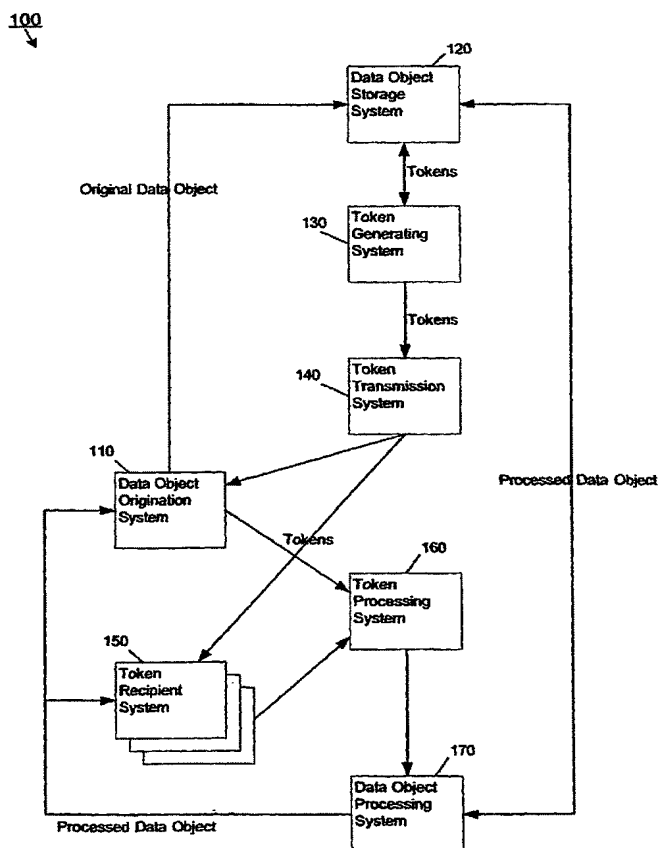 100
120
Data Object
Storage
System
Tokens
Original Data Object
130
Token
Generating
System
Tokens
140
Token
Transmission
System
110
Data Object
Origination
System
Processed Data Object
Tokens
160
Token
Processing
System
150
Token
Recipient
System
170
Data Object
Processing
System
Processed Data Object